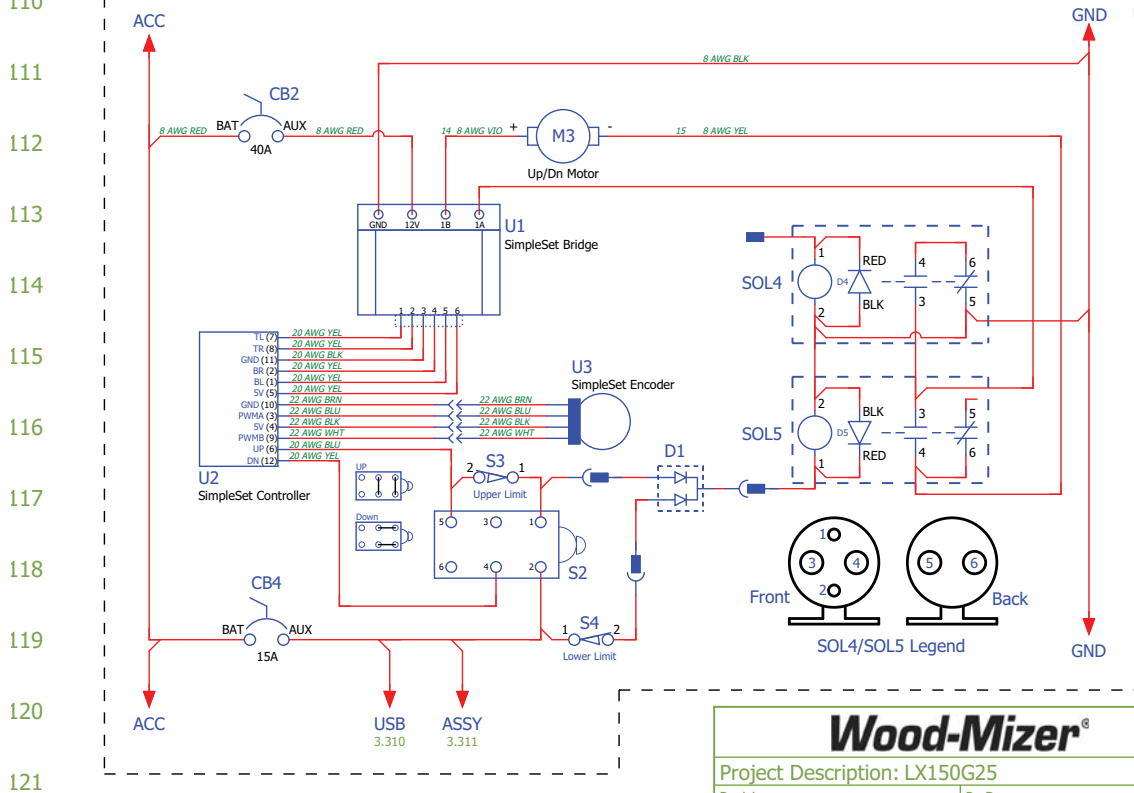 110
ACC
GND
111
8 AWG BLK
CB2
8 AWG RED
BAT
AUX
8 AWG RED
14 8 AWG VIO
+
M3
-
15 8 AWG YEL
112
40A
Up/Dn Motor
113
GND
12V
1B
1A
U1
SimpleSet Bridge
114
SOL4
1
2
D4
RED
BLK
4
3
6
5
1 2 3 4 5 6
115
TL (7) 20 AWG YEL
TR (8) 20 AWG YEL
GND (11) 20 AWG BLK
BR (2) 20 AWG YEL
BL (1) 20 AWG YEL
5V (5) 20 AWG YEL
GND (10) 22 AWG BRN 22 AWG BRN
PWMA (3) 22 AWG BLU 22 AWG BLU
5V (4) 22 AWG BLK 22 AWG BLK
PWMB (9) 22 AWG WHT 22 AWG WHT
UP (6) 20 AWG BLU
DN (12) 20 AWG YEL
U3
SimpleSet Encoder
116
SOL5
2
1
D5
BLK
RED
3
4
5
6
U2
SimpleSet Controller
117
UP
2
S3
1
Upper Limit
D1
Down
5
3
1
6
4
2
S2
118
1
3
4
2
Front
5
6
Back
SOL4/SOL5 Legend
CB4
BAT
AUX
15A
119
1
S4
2
Lower Limit
GND
120
ACC
USB
3.310
ASSY
3.311
Wood-Mizer®
Project Description: LX150G25
121